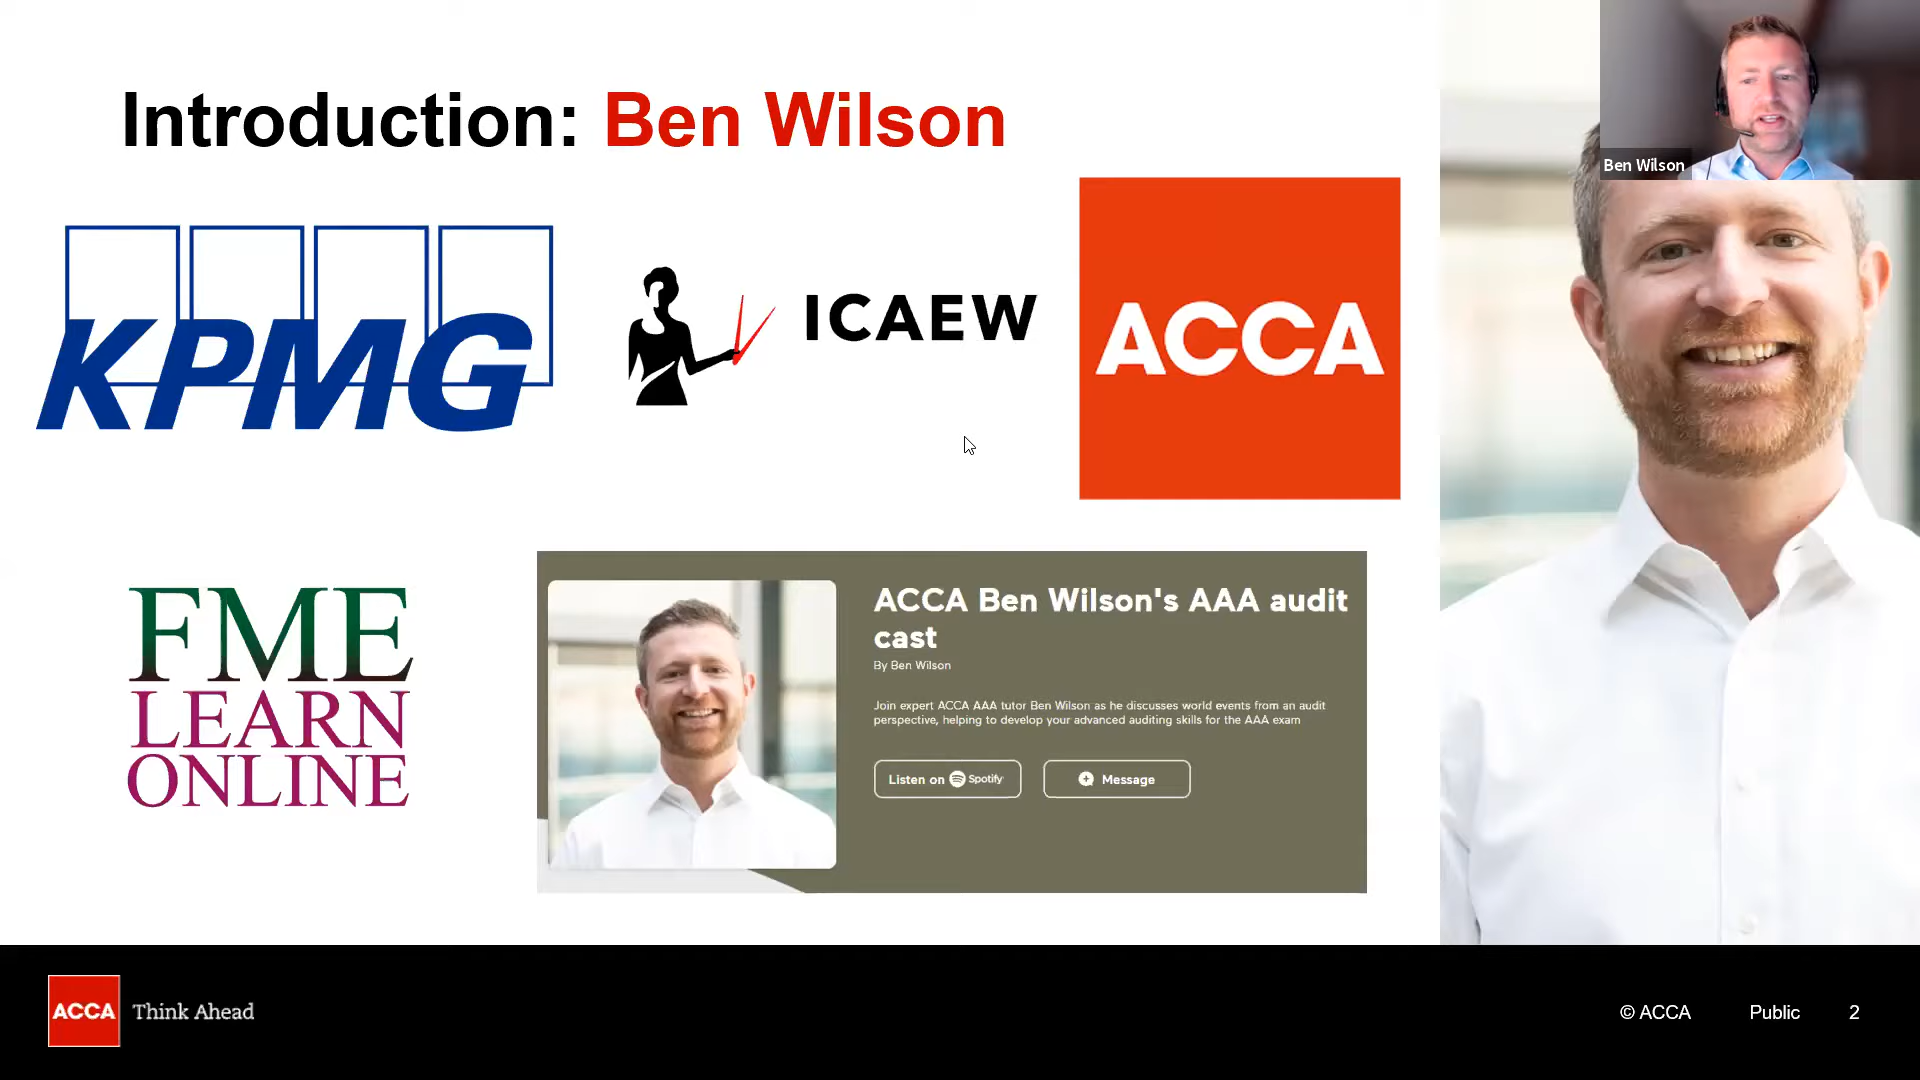 Introduction: Ben Wilson
Ben Wilson
KPMG
ICAEW
ACCA
FME
LEARN
ONLINE
ACCA Ben Wilson's AAA audit
cast
By Ben Wilson
Join expert ACCA AAA tutor Ben Wilson as he discusses world events from an audit
perspective, helping to develop your advanced auditing skills for the AAA exam
Listen on Spotify
Message
ACCA Think Ahead
© ACCA Public 2